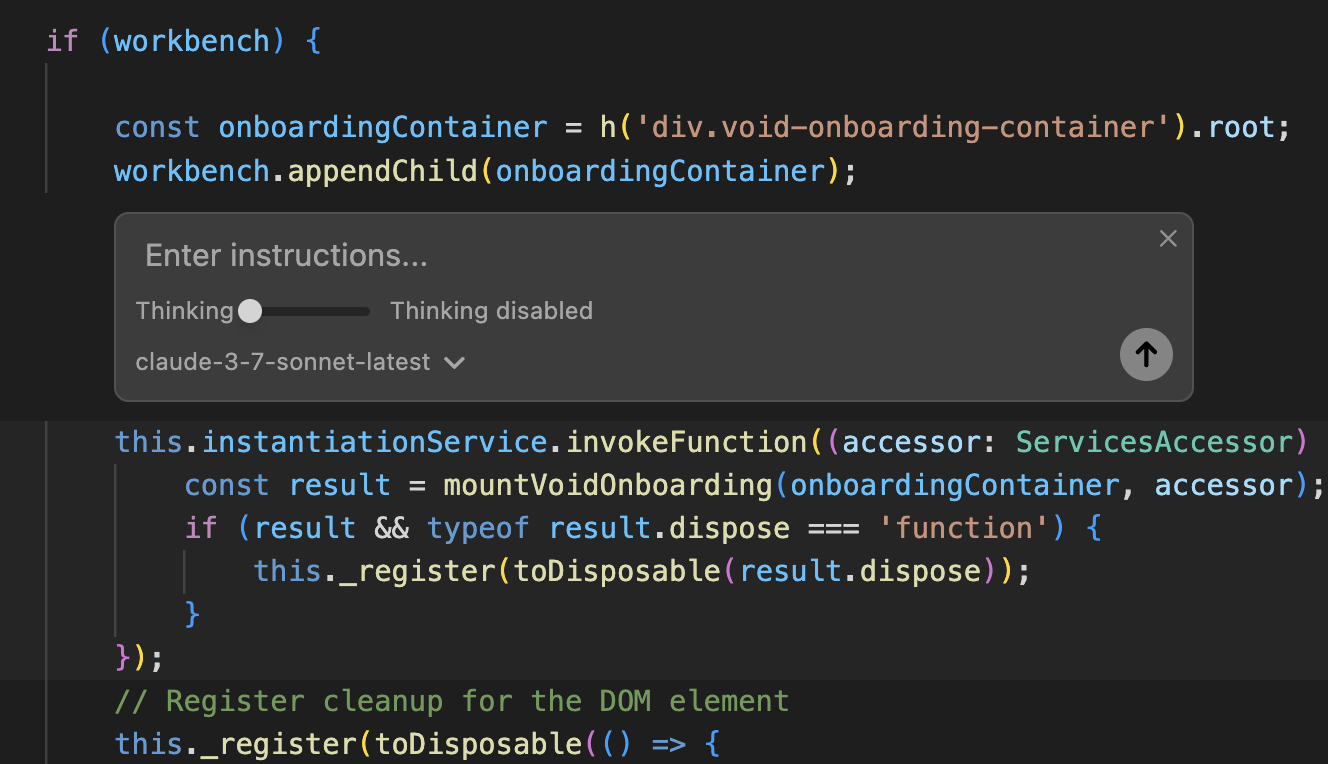 if (workbench) {
const onboardingContainer = h('div.void-onboarding-container').root;
workbench.appendChild(onboardingContainer);
Enter instructions...
Thinking Thinking disabled
claude-3-7-sonnet-latest
this.instantiationService.invokeFunction((accessor: ServicesAccessor)
const result = mountVoidOnboarding(onboardingContainer, accessor);
if (result && typeof result.dispose === 'function') {
this._register(toDisposable(result.dispose));
}
});
// Register cleanup for the DOM element
this._register(toDisposable(() => {